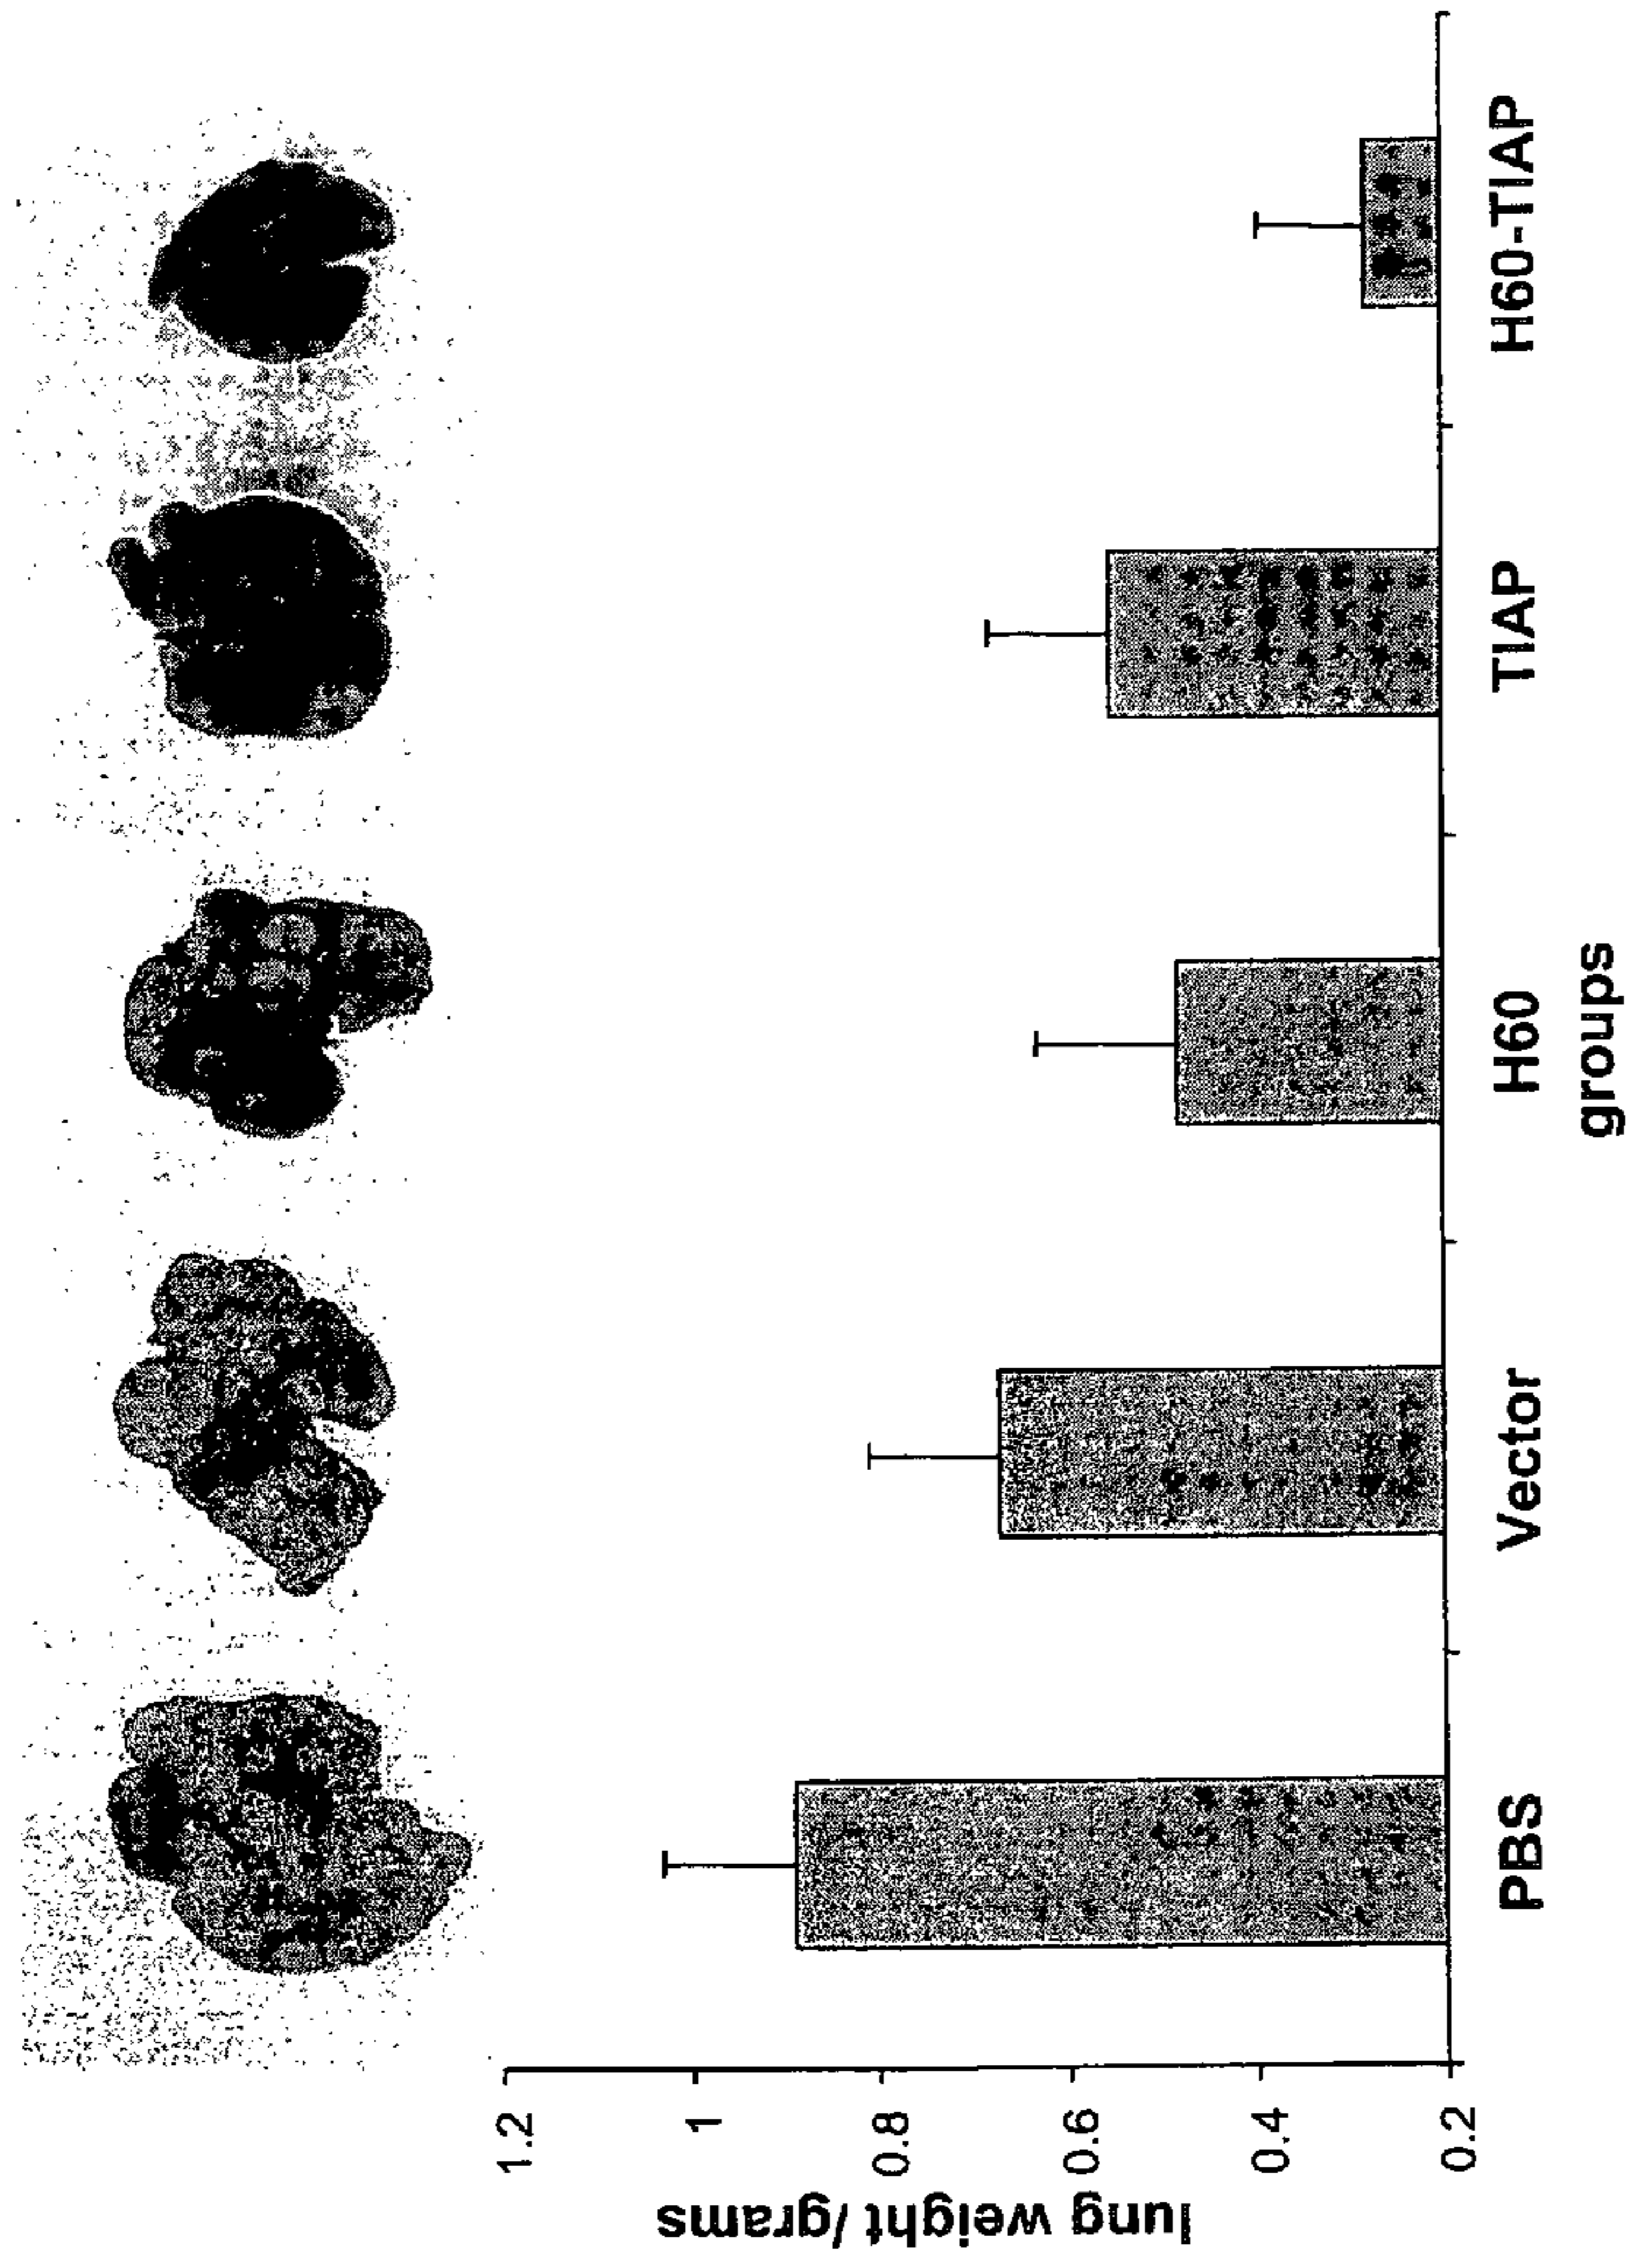 lung weight /grams
1.2
1
0.8
0.6
0.4
0.2
PBS
Vector
H60
TIAP
H60-TIAP
groups